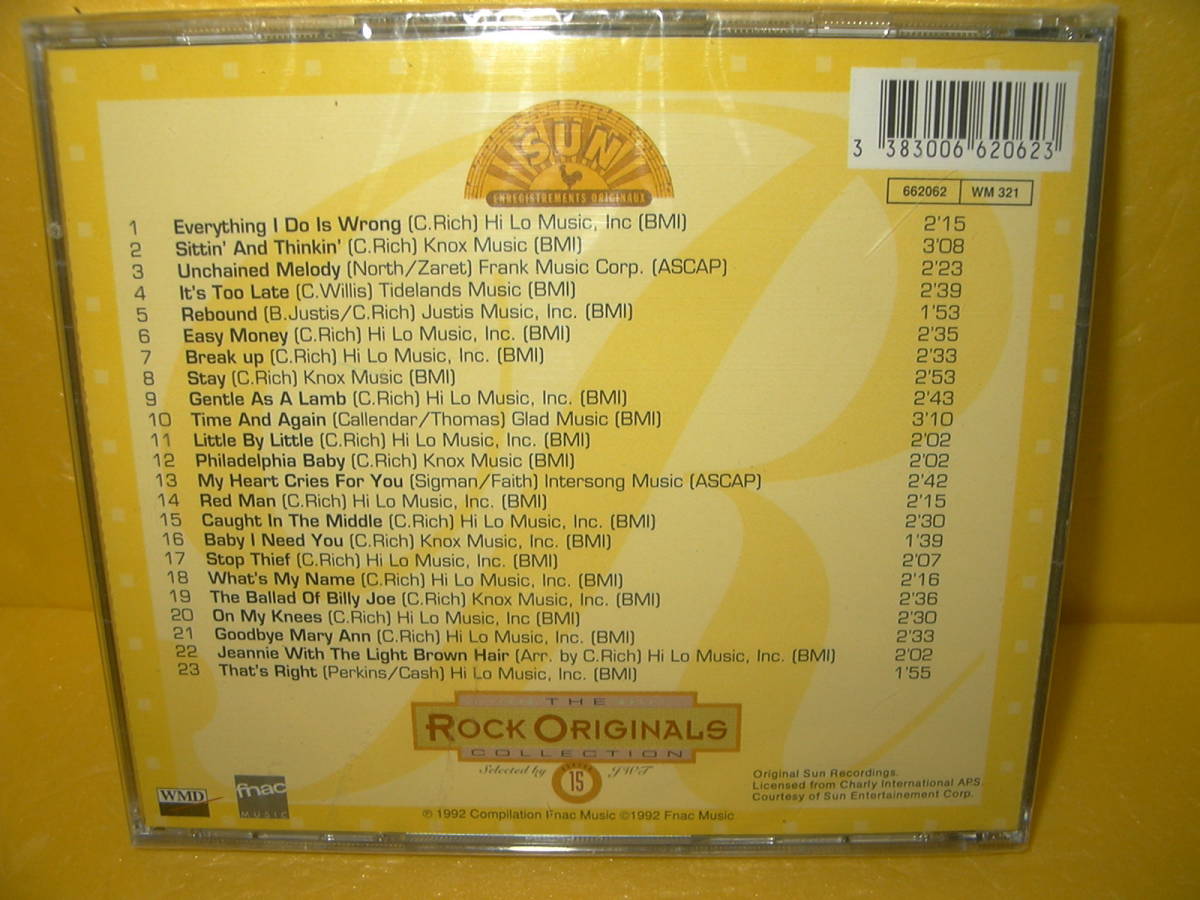 SUN
ENREGISTREMENTS ORIGINAUX
3 383006 620623
662062 WM 321
1 Everything I Do Is Wrong (C.Rich) Hi Lo Music, Inc (BMI) 2'15
2 Sittin' And Thinkin' (C.Rich) Knox Music (BMI) 3'08
3 Unchained Melody (North/Zaret) Frank Music Corp. (ASCAP) 2'23
4 It's Too Late (C.Willis) Tidelands Music (BMI) 2'39
5 Rebound (B.Justis/C.Rich) Justis Music, Inc. (BMI) 1'53
6 Easy Money (C.Rich) Hi Lo Music, Inc. (BMI) 2'35
7 Break up (C.Rich) Hi Lo Music, Inc. (BMI) 2'33
8 Stay (C.Rich) Knox Music (BMI) 2'53
9 Gentle As A Lamb (C.Rich) Hi Lo Music, Inc. (BMI) 2'43
10 Time And Again (Callendar/Thomas) Glad Music (BMI) 3'10
11 Little By Little (C.Rich) Hi Lo Music, Inc. (BMI) 2'02
12 Philadelphia Baby (C.Rich) Knox Music (BMI) 2'02
13 My Heart Cries For You (Sigman/Faith) Intersong Music (ASCAP) 2'42
14 Red Man (C.Rich) Hi Lo Music, Inc. (BMI) 2'15
15 Caught In The Middle (C.Rich) Hi Lo Music, Inc. (BMI) 2'30
16 Baby I Need You (C.Rich) Knox Music, Inc. (BMI) 1'39
17 Stop Thief (C.Rich) Hi Lo Music, Inc. (BMI) 2'07
18 What's My Name (C.Rich) Hi Lo Music, Inc. (BMI) 2'16
19 The Ballad Of Billy Joe (C.Rich) Knox Music, Inc. (BMI) 2'36
20 On My Knees (C.Rich) Hi Lo Music, Inc (BMI) 2'30
21 Goodbye Mary Ann (C.Rich) Hi Lo Music, Inc. (BMI) 2'33
22 Jeannie With The Light Brown Hair (Arr. by C.Rich) Hi Lo Music, Inc. (BMI) 2'02
23 That's Right (Perkins/Cash) Hi Lo Music, Inc. (BMI) 1'55
THE
ROCK ORIGINALS
COLLECTION
Selected by JWT
15
WMD
fnac
MUSIC
Original Sun Recordings.
Licensed from Charly International APS.
Courtesy of Sun Entertainement Corp.
℗ 1992 Compilation Fnac Music ©1992 Fnac Music